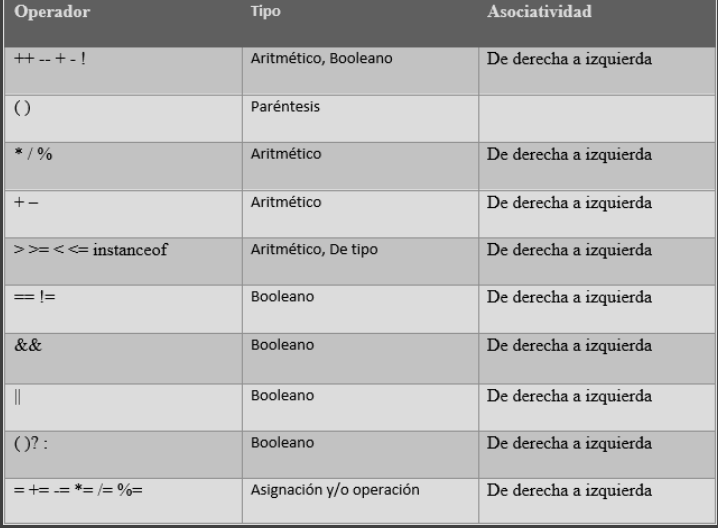 Operador Tipo Asociatividad
++ -- + - ! Aritmético, Booleano De derecha a izquierda
( ) Paréntesis
* / % Aritmético De derecha a izquierda
+ – Aritmético De derecha a izquierda
> >= < <= instanceof Aritmético, De tipo De derecha a izquierda
== != Booleano De derecha a izquierda
&& Booleano De derecha a izquierda
|| Booleano De derecha a izquierda
( )? : Booleano De derecha a izquierda
= += -= *= /= %= Asignación y/o operación De derecha a izquierda